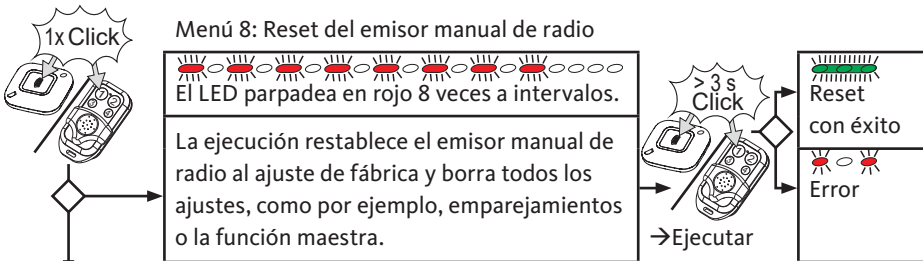 1x Click
Menú 8: Reset del emisor manual de radio
El LED parpadea en rojo 8 veces a intervalos.
La ejecución restablece el emisor manual de
radio al ajuste de fábrica y borra todos los
ajustes, como por ejemplo, emparejamientos
o la función maestra.
> 3 s
Click
→Ejecutar
Reset
con éxito
Error